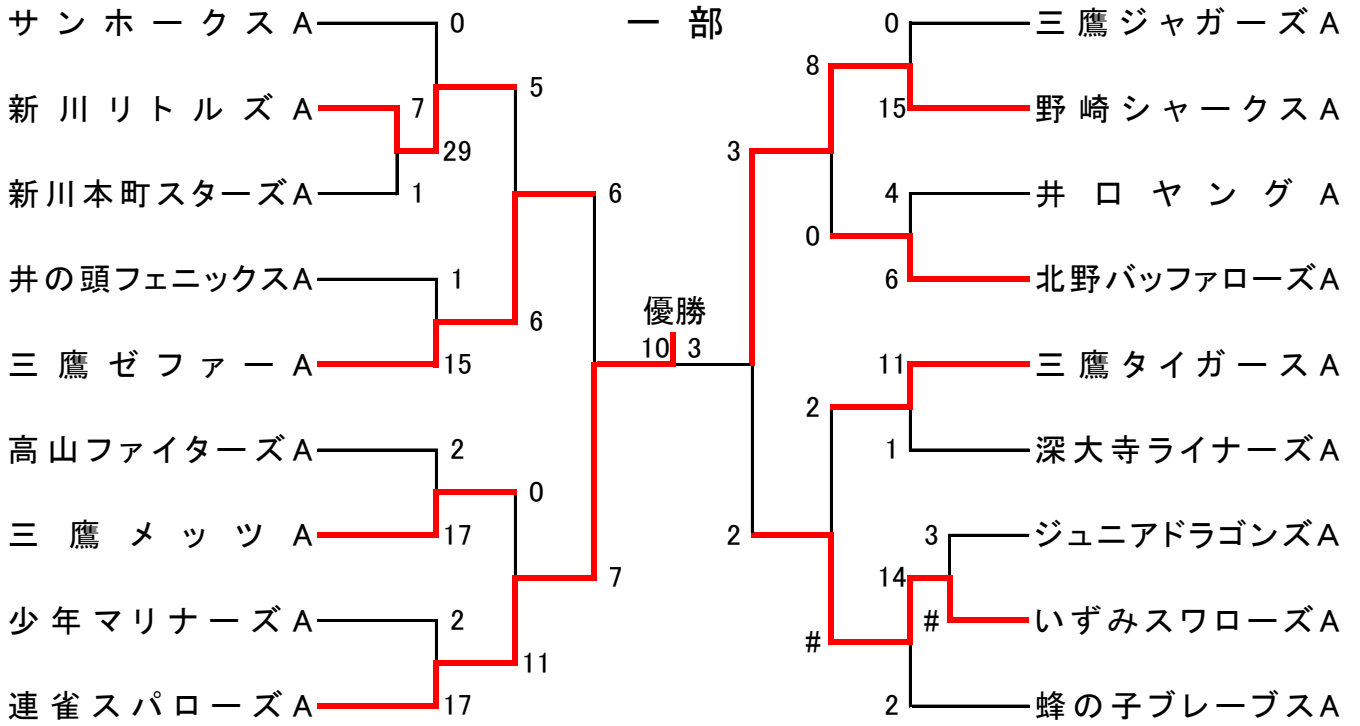 一部
サンホークスA
0
5
新川リトルズA
7
29
新川本町スターズA
1
6
井の頭フェニックスA
1
6
三鷹ゼファーA
15
高山ファイターズA
2
0
三鷹メッツA
17
7
少年マリナーズA
2
11
連雀スパローズA
17
優勝
10 3
0
三鷹ジャガーズA
8
15
野崎シャークスA
3
4
井口ヤングA
0
6
北野バッファローズA
11
三鷹タイガースA
2
1
深大寺ライナーズA
2
3
ジュニアドラゴンズA
14
#
いずみスワローズA
#
2
蜂の子ブレーブスA